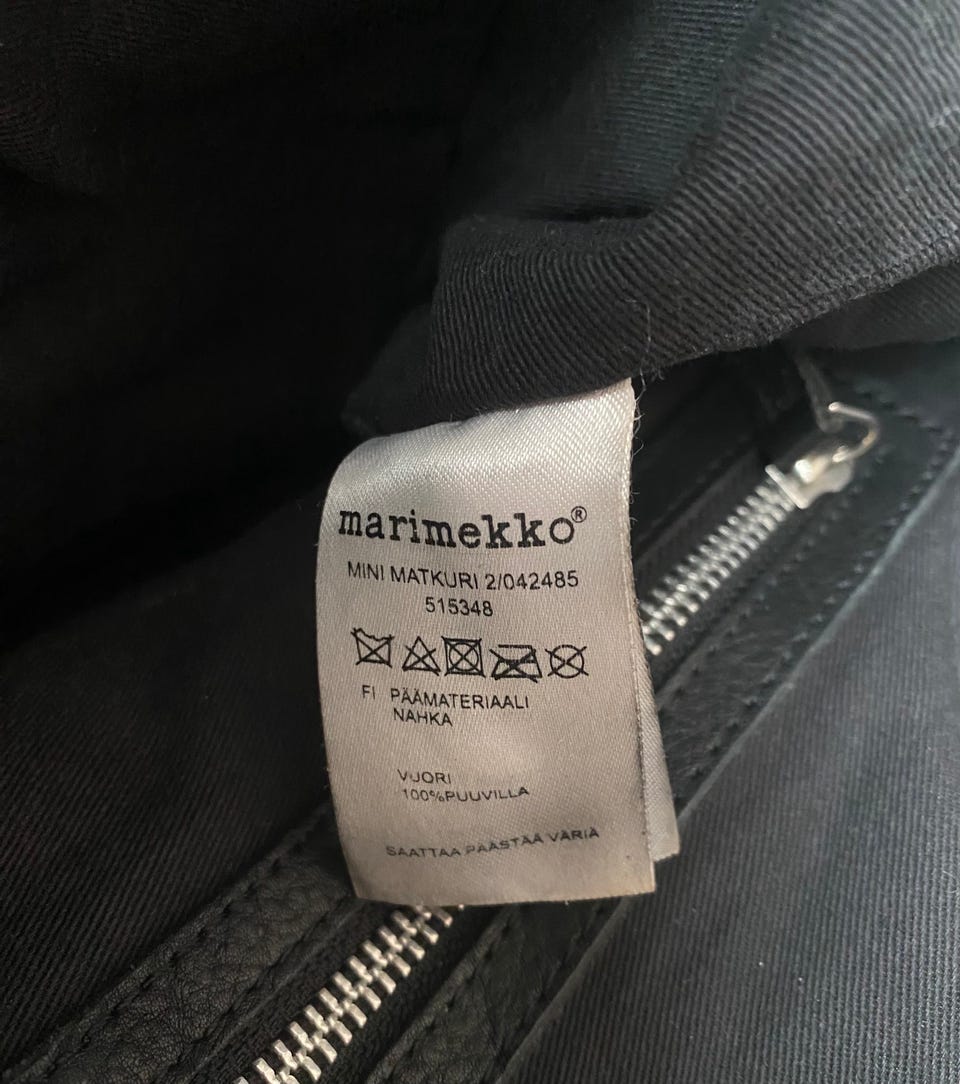 marimekko®
MINI MATKURI 2/042485
515348
FI PÄÄMATERIAALI
NAHKA
VUORI
100%PUUVILLA
SAATTAA PÄÄSTÄÄ VÄRIÄ